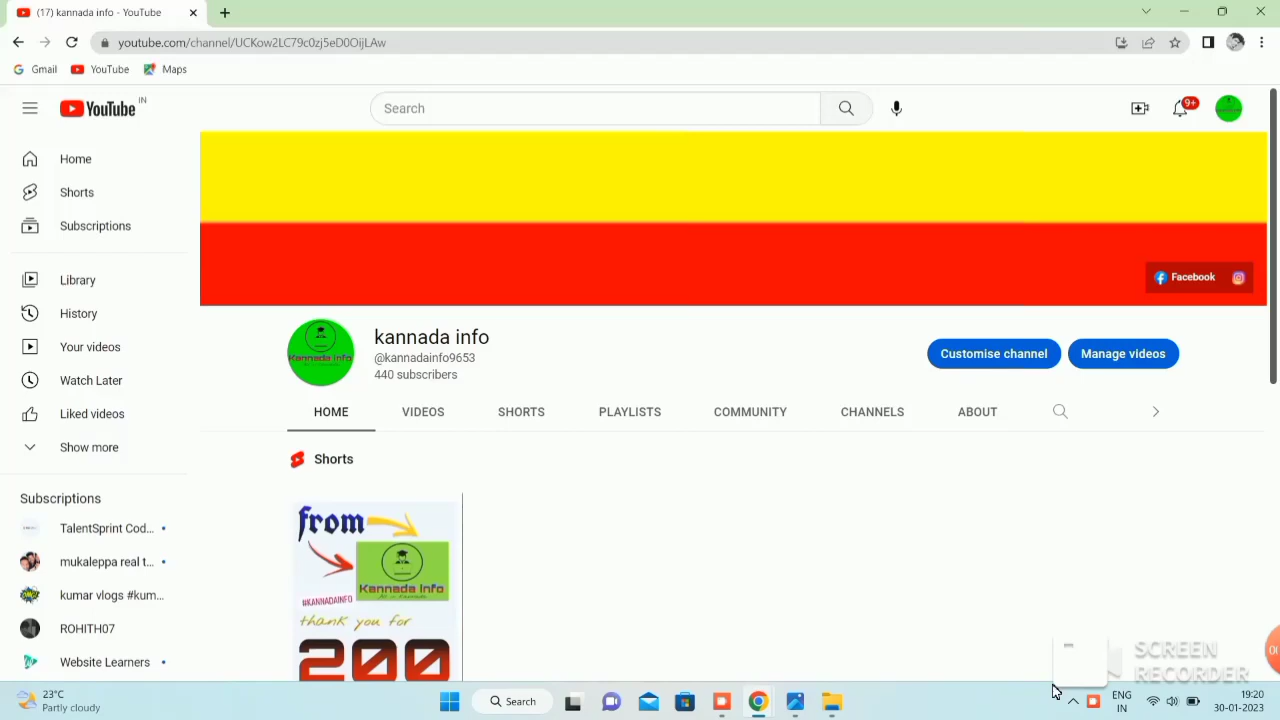 (17) kannada info - YouTube
youtube.com/channel/UCKow2LC79c0zj5eD0OijLAw
Gmail YouTube Maps
YouTube IN
Search
9+
Home
Shorts
Subscriptions
Library
History
Your videos
Watch Later
Liked videos
Show more
Subscriptions
TalentSprint Cod...
mukaleppa real t...
kumar vlogs #kum...
ROHITH07
Website Learners
Facebook
kannada info
@kannadainfo9653
440 subscribers
Customise channel Manage videos
HOME VIDEOS SHORTS PLAYLISTS COMMUNITY CHANNELS ABOUT
Shorts
from
Kannada info
#KANNADAINFO
thank you for
200
SCREEN
RECORDER
23°C
Partly cloudy
Search
ENG
IN
19:20
30-01-2023